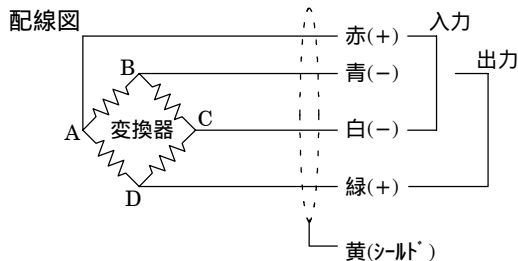 配線図
赤(+)
入力
青(-)
出力
B
A
変換器
C
白(-)
D
緑(+)
黄(ｼｰﾙﾄﾞ)